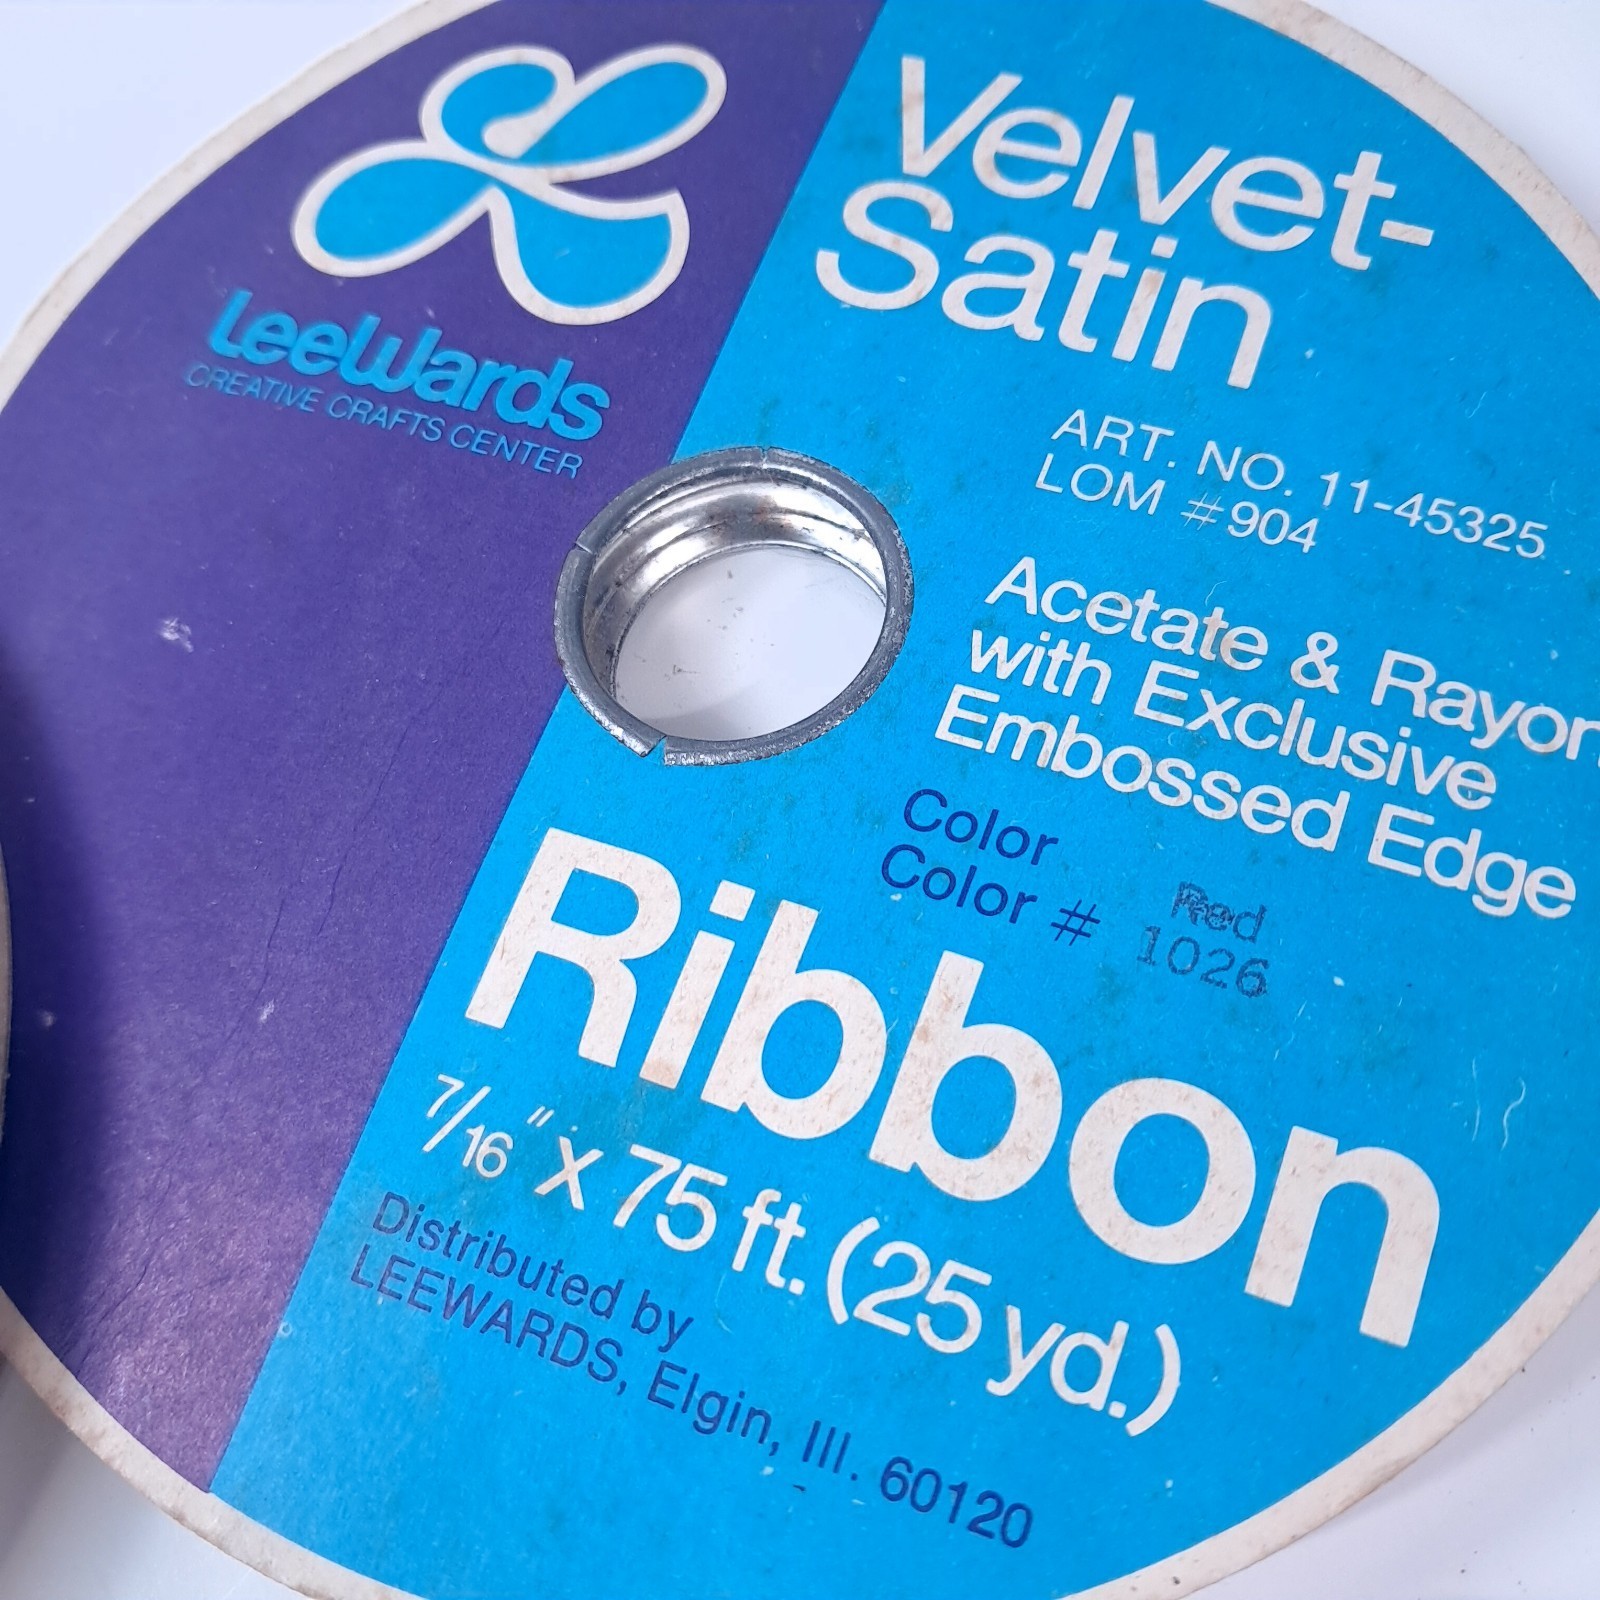 LeeWards
CREATIVE CRAFTS CENTER
Velvet-
Satin
ART. NO. 11-45325
LOM #904
Acetate & Rayon
with Exclusive
Embossed Edge
Color Red
Color # 1026
Ribbon
7/16" x 75 ft. (25 yd.)
Distributed by
LEEWARDS, Elgin, Ill. 60120